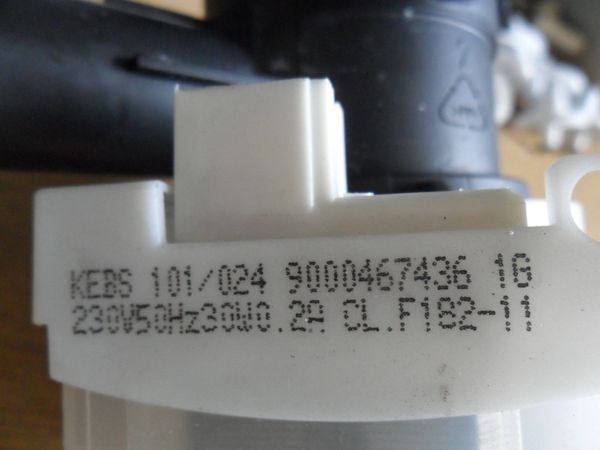 KEBS 101/024 9000467436 1G
230V50Hz30W0.2A CL.F182-11